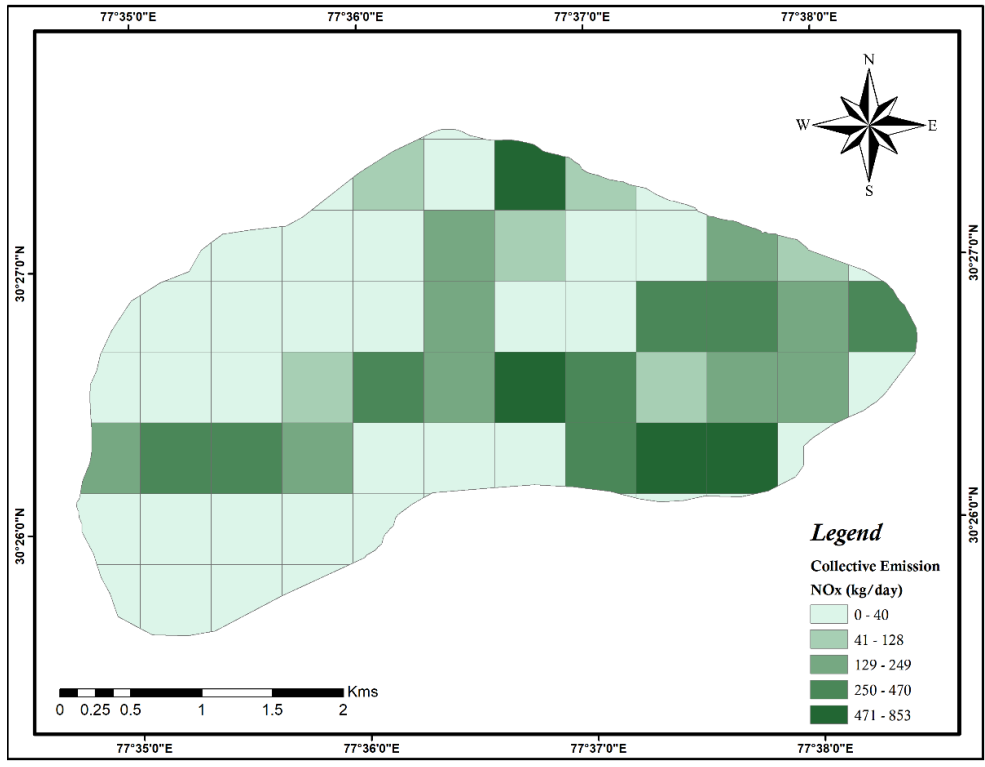 77°35'0"E 77°36'0"E 77°37'0"E 77°38'0"E
N
W E
S
30°27'0"N 30°27'0"N
30°26'0"N 30°26'0"N
Legend
Collective Emission
NOx (kg/day)
0 - 40
41 - 128
129 - 249
250 - 470
471 - 853
Kms
0 0.25 0.5 1 1.5 2
77°35'0"E 77°36'0"E 77°37'0"E 77°38'0"E